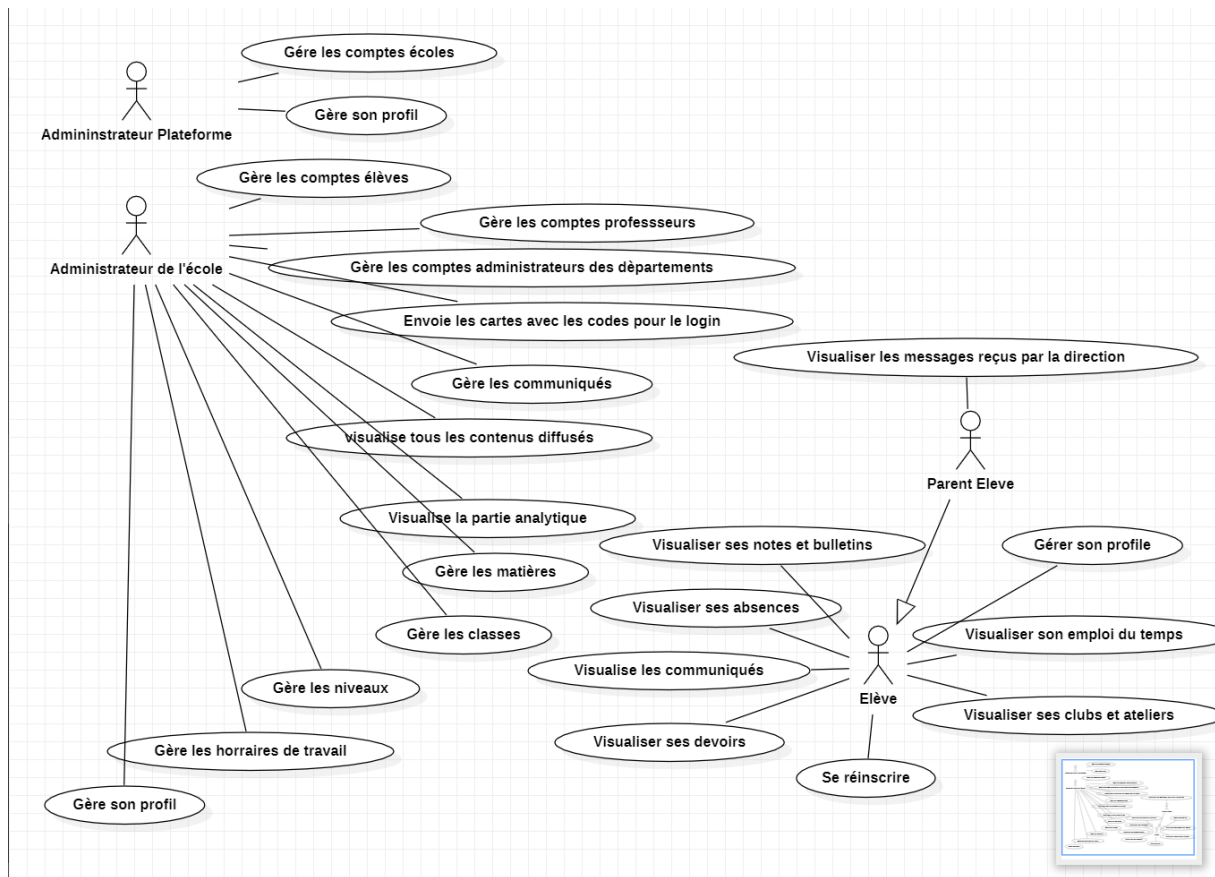 Gére les comptes écoles
Gère son profil
Admininstrateur Plateforme
Gère les comptes élèves
Gère les comptes professseurs
Administrateur de l'école
Gère les comptes administrateurs des dèpartements
Envoie les cartes avec les codes pour le login
Visualiser les messages reçus par la direction
Gère les communiqués
visualise tous les contenus diffusés
Parent Eleve
Visualise la partie analytique
Visualiser ses notes et bulletins
Gérer son profile
Gère les matières
Visualiser ses absences
Gère les classes
Visualiser son emploi du temps
Visualise les communiqués
Gère les niveaux
Elève
Visualiser ses clubs et ateliers
Visualiser ses devoirs
Gère les horraires de travail
Se réinscrire
Gère son profil